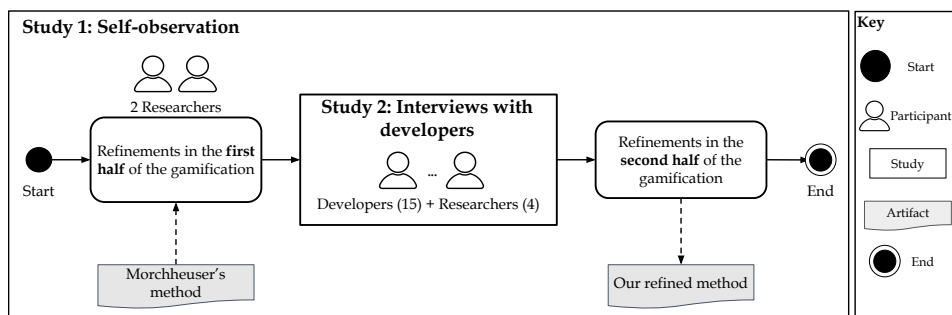 Study 1: Self-observation
2 Researchers
Start
Refinements in the first
half of the gamification
Study 2: Interviews with
developers
...
Developers (15) + Researchers (4)
Refinements in the
second half of the
gamification
End
Morchheuser's
method
Our refined method
Key
Start
Participant
Study
Artifact
End